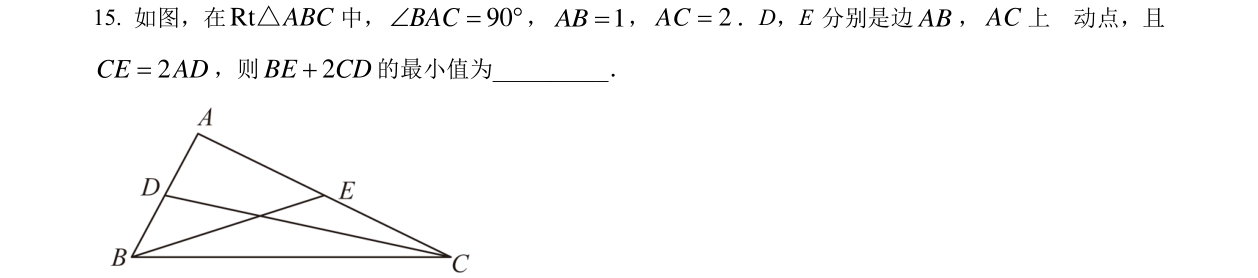 15. 如图，在Rt△ABC中，∠BAC=90°，AB=1，AC=2．D，E分别是边AB，AC上 动点，且
CE=2AD，则BE+2CD的最小值为_________．
A
D
E
B
C